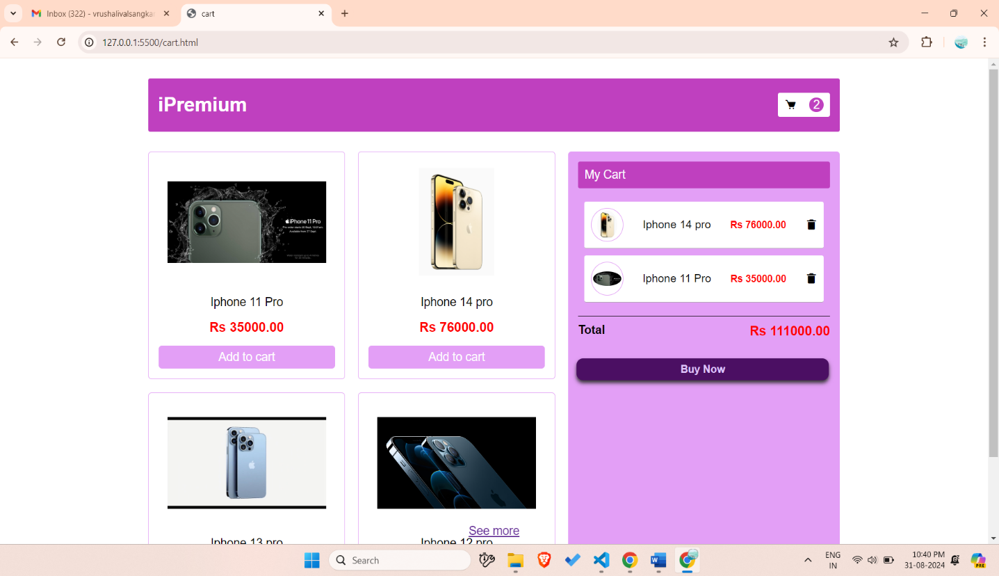 Inbox (322) - vrushalivalsangka
cart
127.0.0.1:5500/cart.html
iPremium
2
iPhone 11 Pro
Iphone 11 Pro
Rs 35000.00
Add to cart
Iphone 14 pro
Rs 76000.00
Add to cart
My Cart
Iphone 14 pro Rs 76000.00
Iphone 11 Pro Rs 35000.00
Total Rs 111000.00
Buy Now
See more
Iphone 13 pro
Iphone 12 pro
Search
ENG
IN
10:40 PM
31-08-2024
PRE